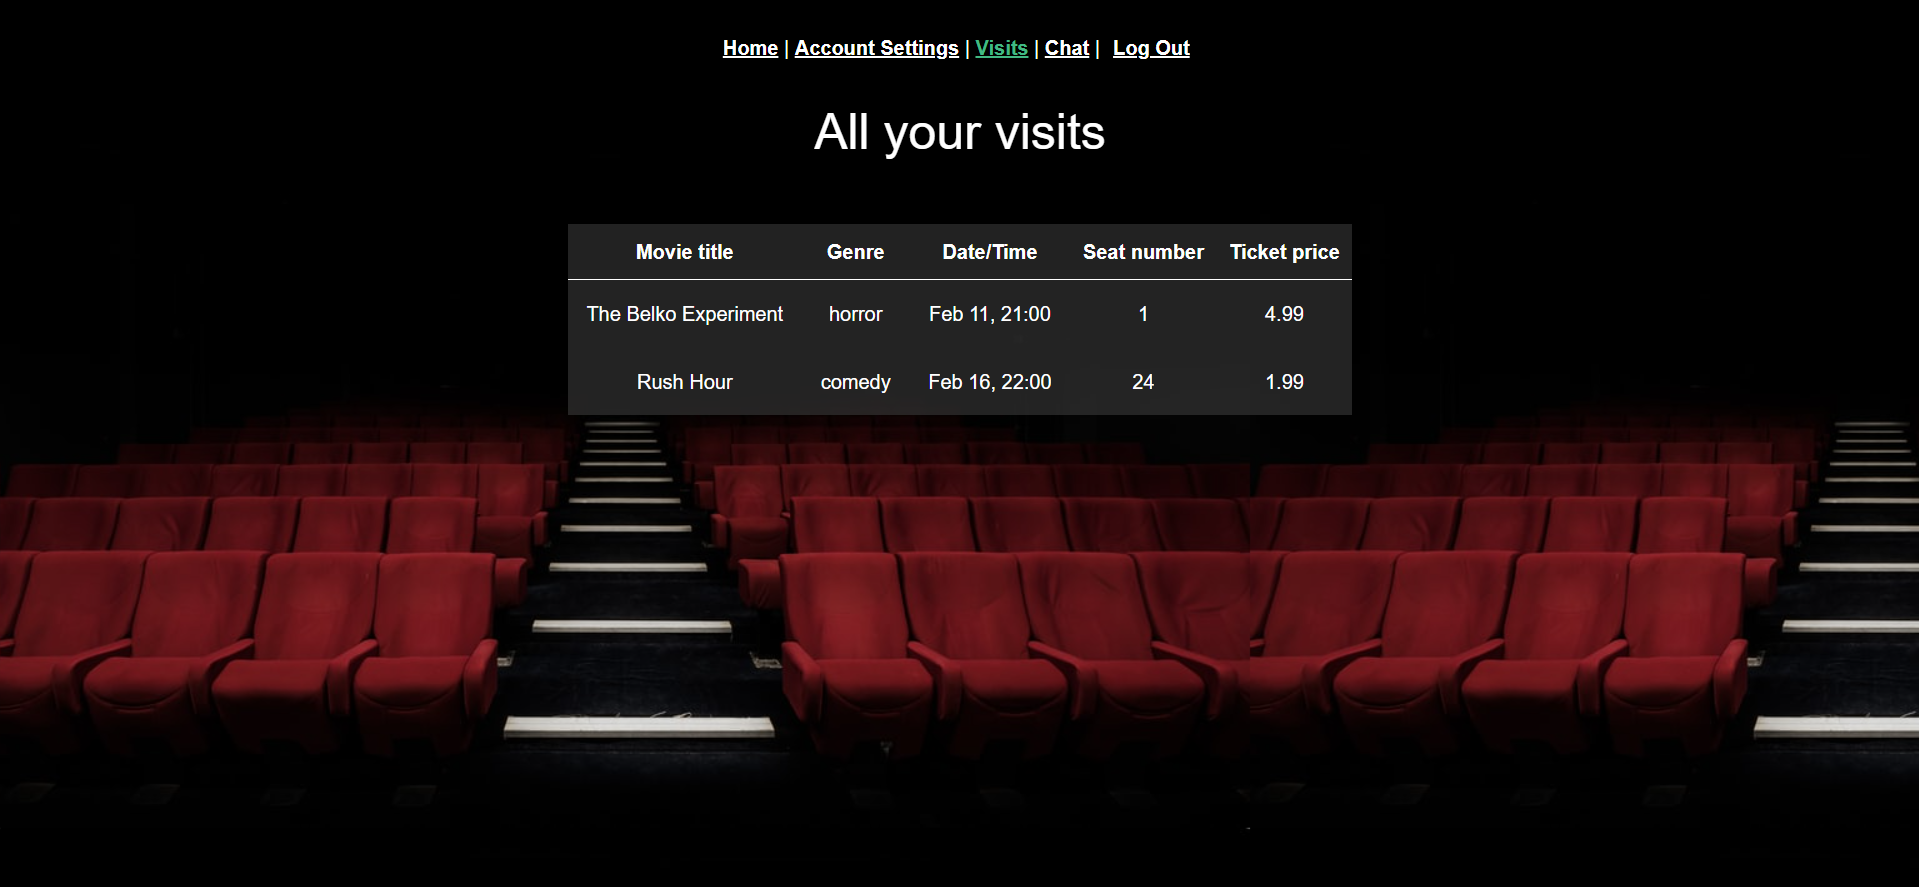 Home | Account Settings | Visits | Chat | Log Out
All your visits
Movie title Genre Date/Time Seat number Ticket price
The Belko Experiment horror Feb 11, 21:00 1 4.99
Rush Hour comedy Feb 16, 22:00 24 1.99